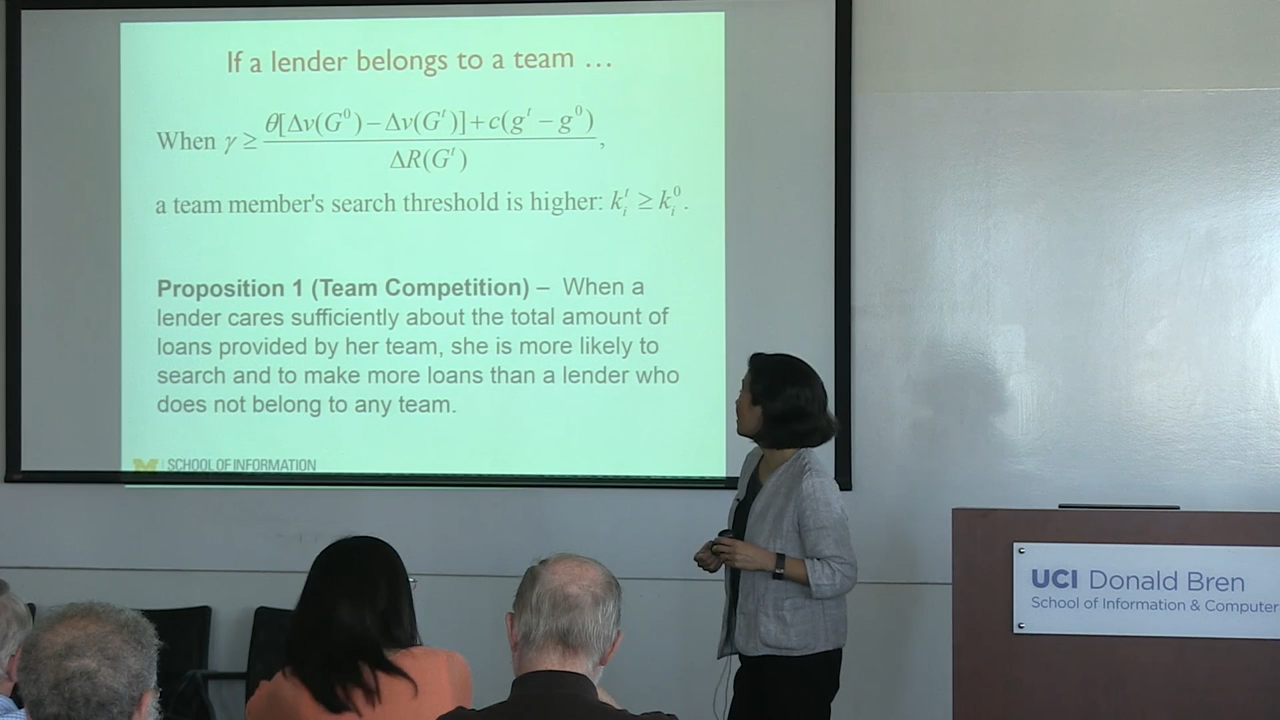 If a lender belongs to a team …
When γ ≥ θ[Δv(G⁰) − Δv(Gᵗ)] + c(gᵗ − g⁰) / ΔR(Gᵗ) ,
a team member's search threshold is higher: kᵢᵗ ≥ kᵢ⁰ .
Proposition 1 (Team Competition) – When a
lender cares sufficiently about the total amount of
loans provided by her team, she is more likely to
search and to make more loans than a lender who
does not belong to any team.
M | SCHOOL OF INFORMATION
UCI Donald Bren
School of Information & Computer